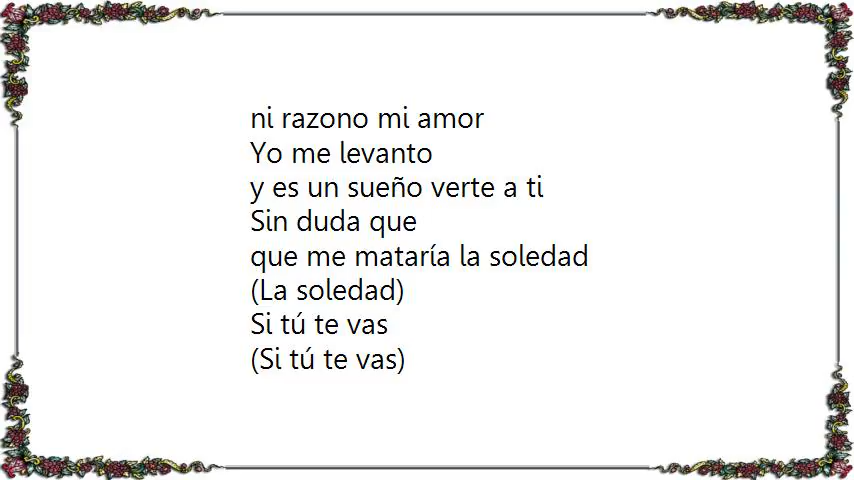 ni razono mi amor
Yo me levanto
y es un sueño verte a ti
Sin duda que
que me mataría la soledad
(La soledad)
Si tú te vas
(Si tú te vas)